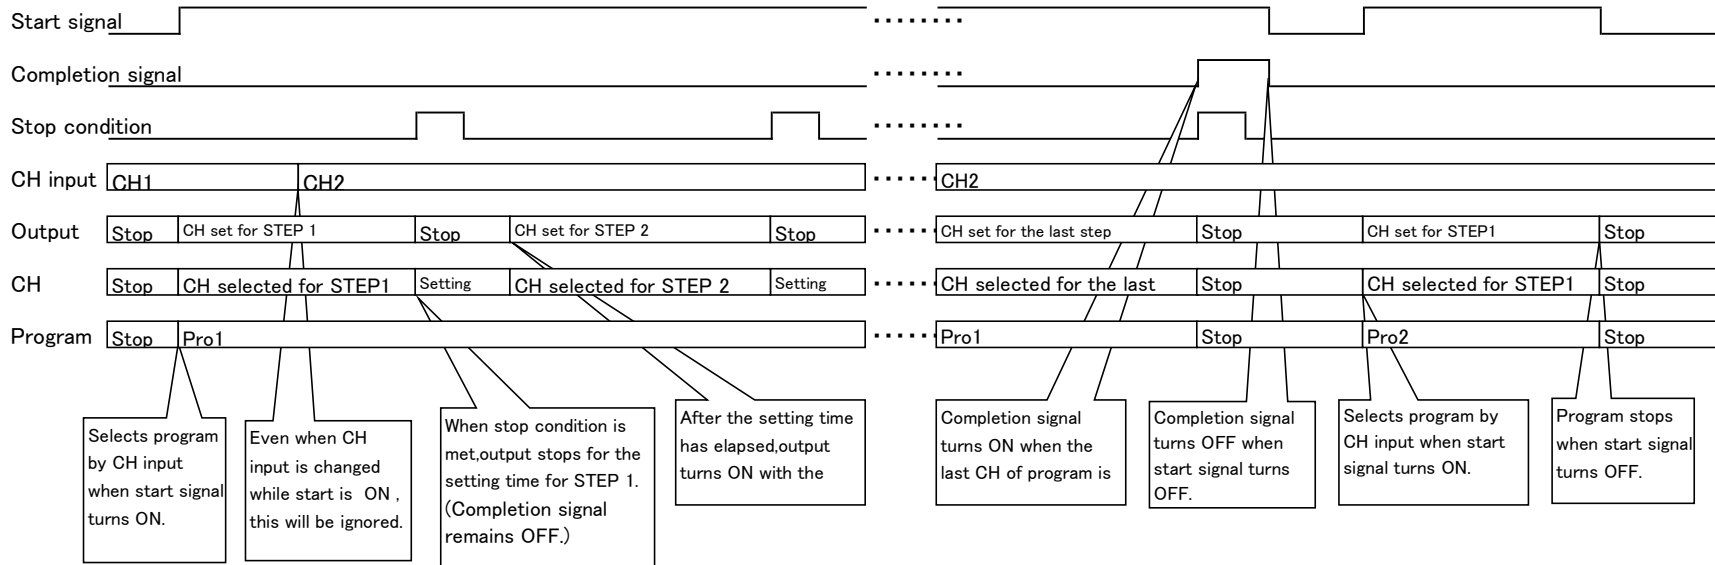 Start signal
Completion signal
Stop condition
CH input CH1 CH2 CH2
Output Stop CH set for STEP 1 Stop CH set for STEP 2 Stop CH set for the last step Stop CH set for STEP1 Stop
CH Stop CH selected for STEP1 Setting CH selected for STEP 2 Setting CH selected for the last Stop CH selected for STEP1 Stop
Program Stop Pro1 Pro1 Stop Pro2 Stop
Selects program
by CH input
when start signal
turns ON.
Even when CH
input is changed
while start is ON ,
this will be ignored.
When stop condition is
met,output stops for the
setting time for STEP 1.
(Completion signal
remains OFF.)
After the setting time
has elapsed,output
turns ON with the
Completion signal
turns ON when the
last CH of program is
Completion signal
turns OFF when
start signal turns
OFF.
Selects program by
CH input when start
signal turns ON.
Program stops
when start signal
turns OFF.